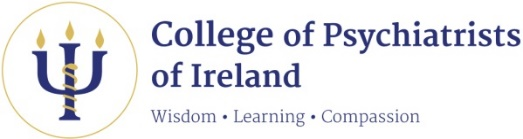 College of Psychiatrists
of Ireland
Wisdom • Learning • Compassion